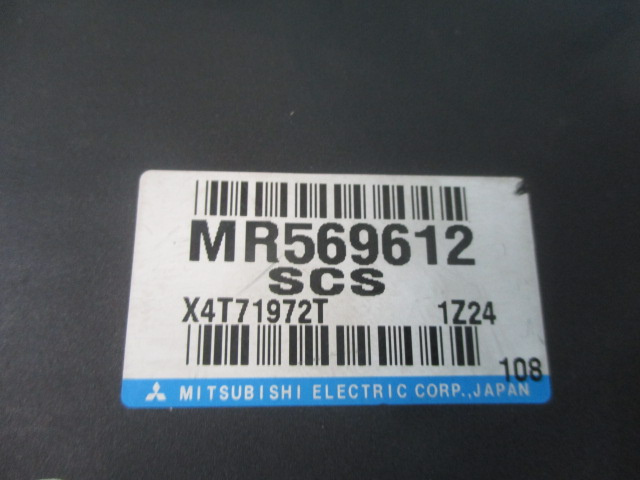 MR569612
SCS
X4T71972T 1Z24
108
MITSUBISHI ELECTRIC CORP.,JAPAN